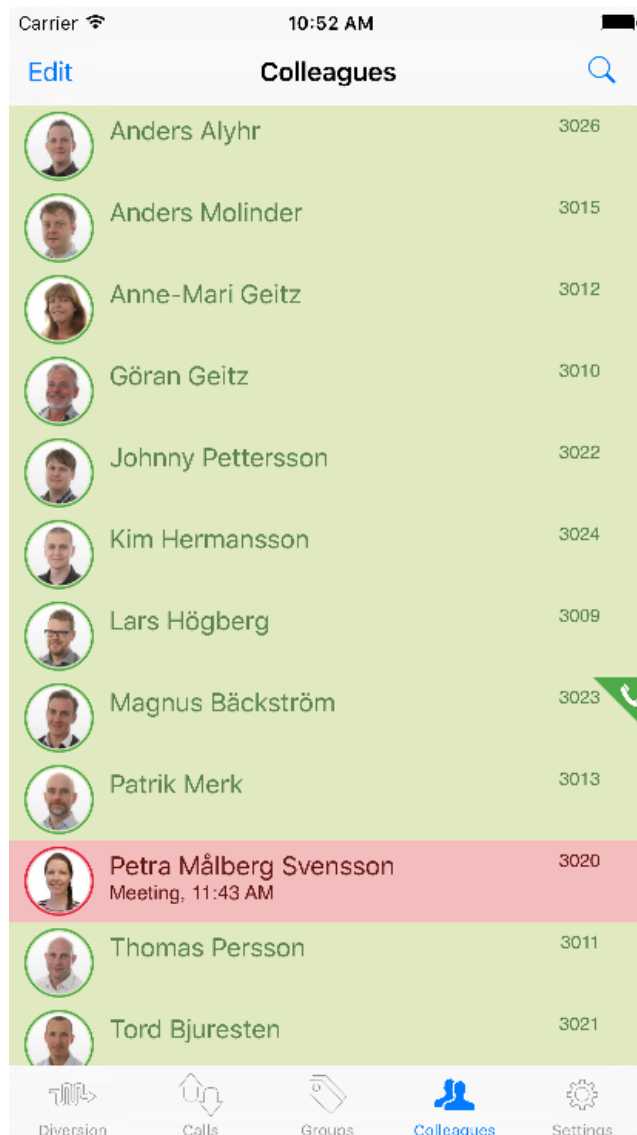 Carrier 10:52 AM
Edit Colleagues
Anders Alyhr 3026
Anders Molinder 3015
Anne-Mari Geitz 3012
Göran Geitz 3010
Johnny Pettersson 3022
Kim Hermansson 3024
Lars Högberg 3009
Magnus Bäckström 3023
Patrik Merk 3013
Petra Målberg Svensson 3020
Meeting, 11:43 AM
Thomas Persson 3011
Tord Bjuresten 3021
Diversion Calls Groups Colleagues Settings